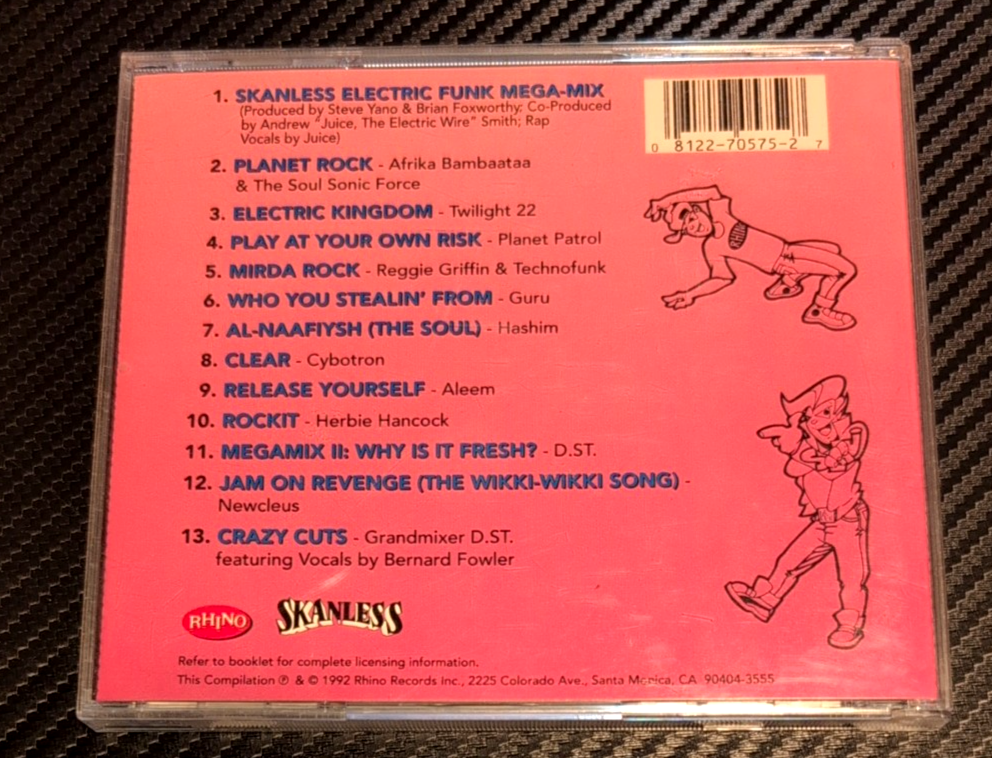 1. SKANLESS ELECTRIC FUNK MEGA-MIX
(Produced by Steve Yano & Brian Foxworthy; Co-Produced
by Andrew "Juice, The Electric Wire" Smith; Rap
Vocals by Juice)
2. PLANET ROCK - Afrika Bambaataa
& The Soul Sonic Force
3. ELECTRIC KINGDOM - Twilight 22
4. PLAY AT YOUR OWN RISK - Planet Patrol
5. MIRDA ROCK - Reggie Griffin & Technofunk
6. WHO YOU STEALIN' FROM - Guru
7. AL-NAAFIYSH (THE SOUL) - Hashim
8. CLEAR - Cybotron
9. RELEASE YOURSELF - Aleem
10. ROCKIT - Herbie Hancock
11. MEGAMIX II: WHY IS IT FRESH? - D.ST.
12. JAM ON REVENGE (THE WIKKI-WIKKI SONG) -
Newcleus
13. CRAZY CUTS - Grandmixer D.ST.
featuring Vocals by Bernard Fowler
0 8122-70575-2 7
RHINO
RHINO SKANLESS
Refer to booklet for complete licensing information.
This Compilation ℗ & © 1992 Rhino Records Inc., 2225 Colorado Ave., Santa Monica, CA 90404-3555